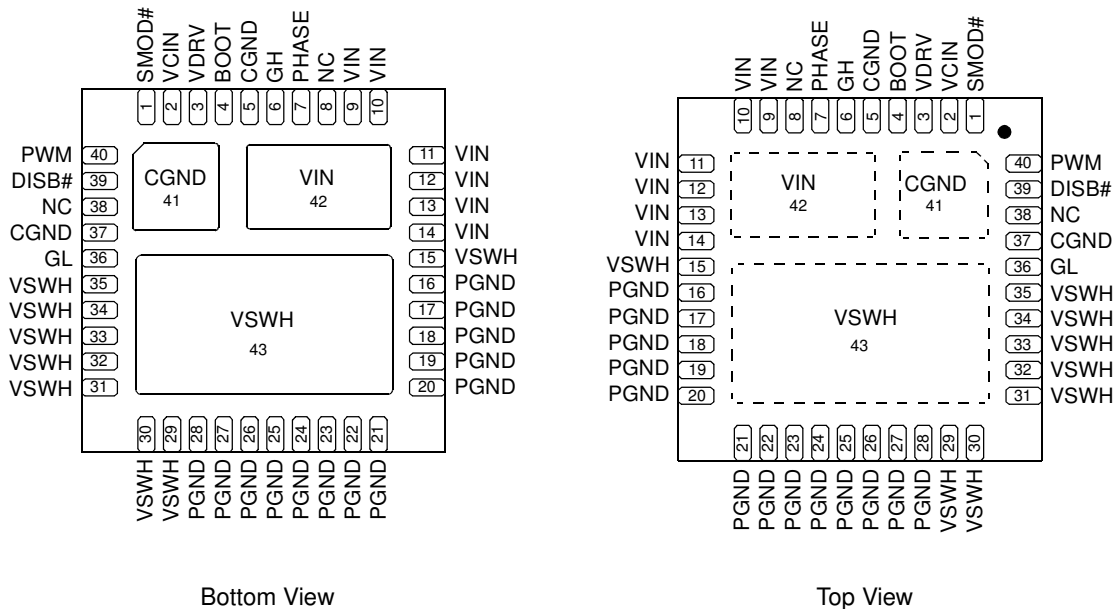 SMOD# VCIN VDRV BOOT CGND GH PHASE NC VIN VIN
1 2 3 4 5 6 7 8 9 10
PWM 40
DISB# 39
NC 38
CGND 37
GL 36
VSWH 35
VSWH 34
VSWH 33
VSWH 32
VSWH 31
CGND
41
VIN
42
VSWH
43
11 VIN
12 VIN
13 VIN
14 VIN
15 VSWH
16 PGND
17 PGND
18 PGND
19 PGND
20 PGND
30 29 28 27 26 25 24 23 22 21
VSWH VSWH PGND PGND PGND PGND PGND PGND PGND PGND
Bottom View
VIN VIN NC PHASE GH CGND BOOT VDRV VCIN SMOD#
10 9 8 7 6 5 4 3 2 1
VIN 11
VIN 12
VIN 13
VIN 14
VSWH 15
PGND 16
PGND 17
PGND 18
PGND 19
PGND 20
VIN
42
CGND
41
VSWH
43
40 PWM
39 DISB#
38 NC
37 CGND
36 GL
35 VSWH
34 VSWH
33 VSWH
32 VSWH
31 VSWH
21 22 23 24 25 26 27 28 29 30
PGND PGND PGND PGND PGND PGND PGND PGND VSWH VSWH
Top View